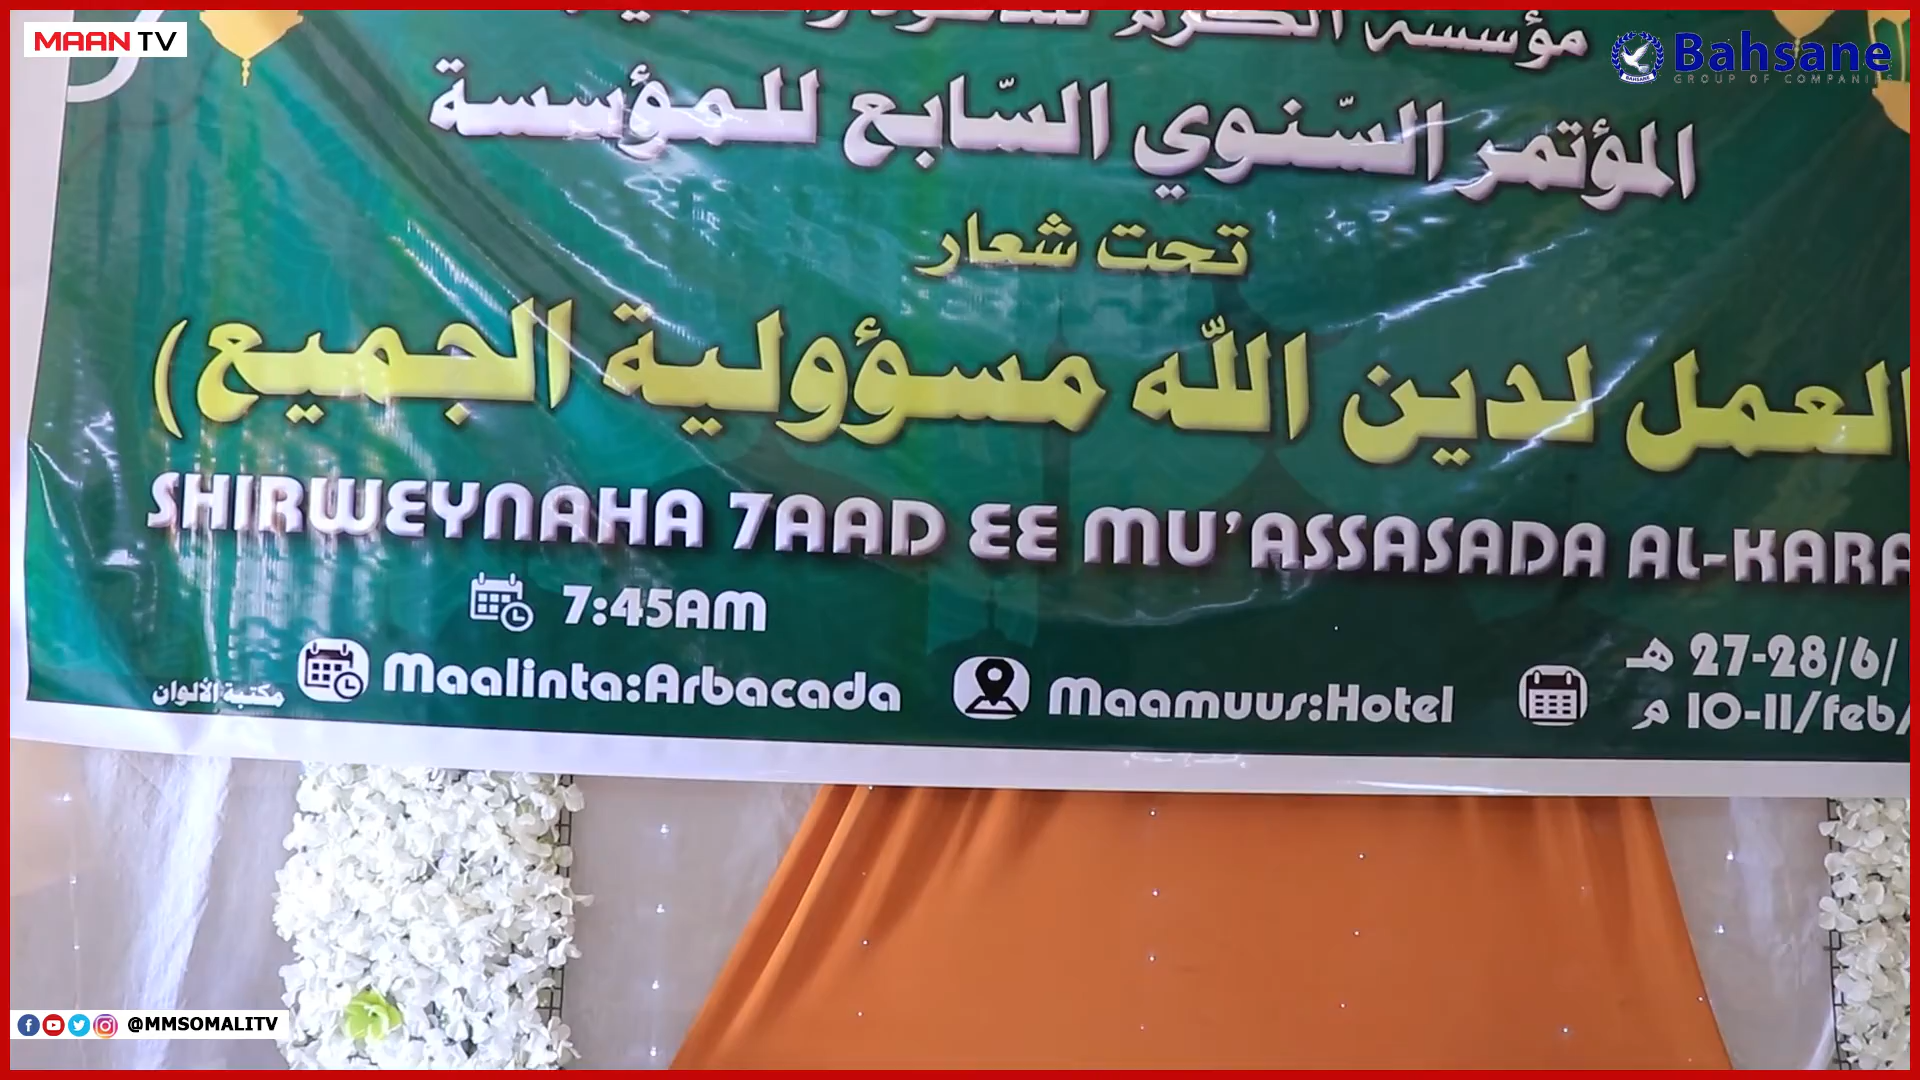 MAAN TV
Bahsane
GROUP OF COMPANIES
مؤسسة الكرم
المؤتمر السّنوي السّابع للمؤسسة
تحت شعار
العمل لدين الله مسؤولية الجميع)
SHIRWEYNAHA 7AAD EE MU'ASSASADA AL-KARA
7:45AM
27-28/6/ هـ
Maalinta:Arbacada
Maamuus:Hotel
10-11/feb/ م
مكتبة الألوان
@MMSOMALITV